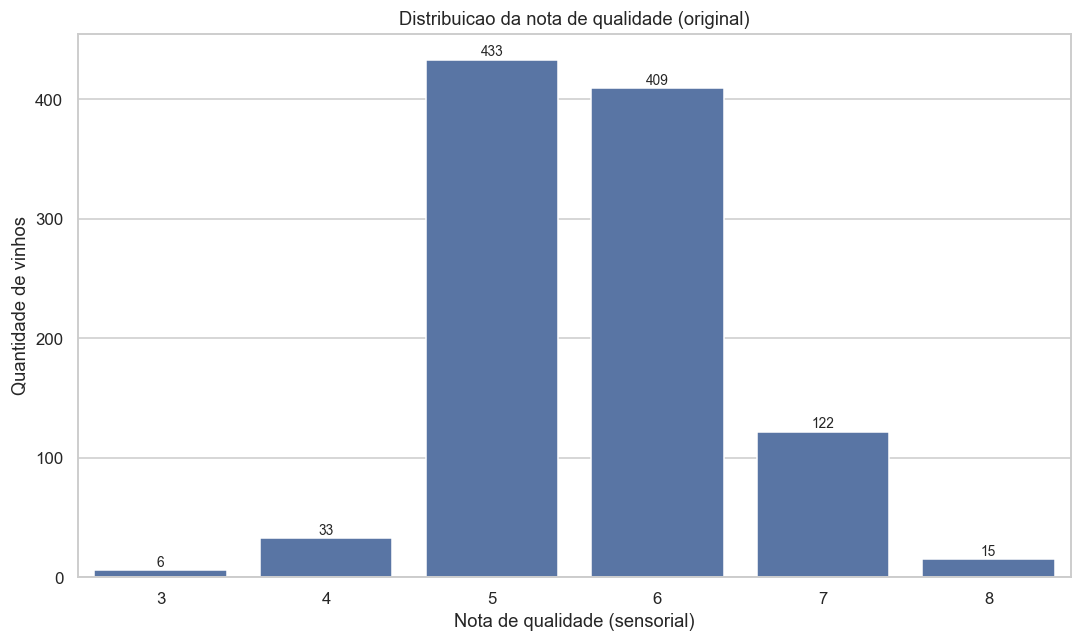 Distribuicao da nota de qualidade (original)
Quantidade de vinhos
400
300
200
100
0
433
409
122
33
15
6
3 4 5 6 7 8
Nota de qualidade (sensorial)